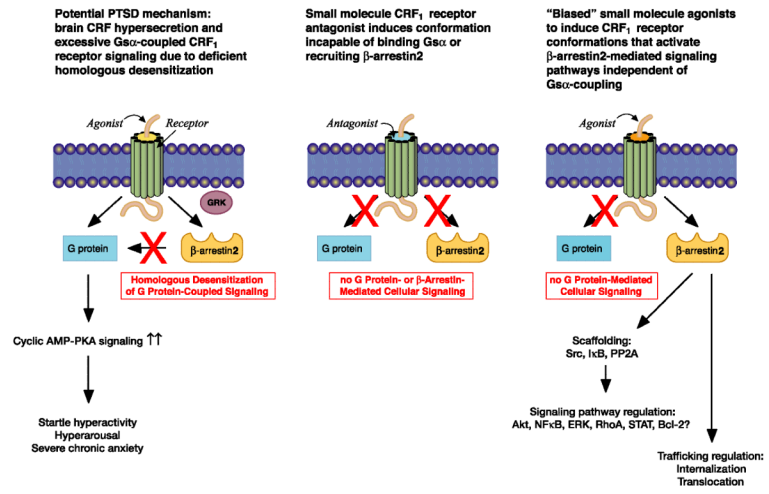 Potential PTSD mechanism:
brain CRF hypersecretion and
excessive Gsα-coupled CRF1
receptor signaling due to deficient
homologous desensitization
Small molecule CRF1 receptor
antagonist induces conformation
incapable of binding Gsα or
recruiting β-arrestin2
"Biased" small molecule agonists
to induce CRF1 receptor
conformations that activate
β-arrestin2-mediated signaling
pathways independent of
Gsα-coupling
Agonist
Receptor
GRK
G protein
β-arrestin2
Homologous Desensitization
of G Protein-Coupled Signaling
Cyclic AMP-PKA signaling ⇈
Startle hyperactivity
Hyperarousal
Severe chronic anxiety
Antagonist
G protein
β-arrestin2
no G Protein- or β-Arrestin-
Mediated Cellular Signaling
Agonist
G protein
β-arrestin2
no G Protein-Mediated
Cellular Signaling
Scaffolding:
Src, IκB, PP2A
Signaling pathway regulation:
Akt, NFκB, ERK, RhoA, STAT, Bcl-2?
Trafficking regulation:
Internalization
Translocation